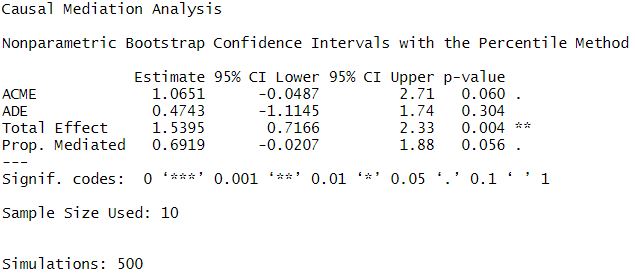 Causal Mediation Analysis
Nonparametric Bootstrap Confidence Intervals with the Percentile Method
Estimate 95% CI Lower 95% CI Upper p-value
ACME 1.0651 -0.0487 2.71 0.060 .
ADE 0.4743 -1.1145 1.74 0.304
Total Effect 1.5395 0.7166 2.33 0.004 **
Prop. Mediated 0.6919 -0.0207 1.88 0.056 .
---
Signif. codes: 0 ‘***’ 0.001 ‘**’ 0.01 ‘*’ 0.05 ‘.’ 0.1 ‘ ’ 1
Sample Size Used: 10
Simulations: 500